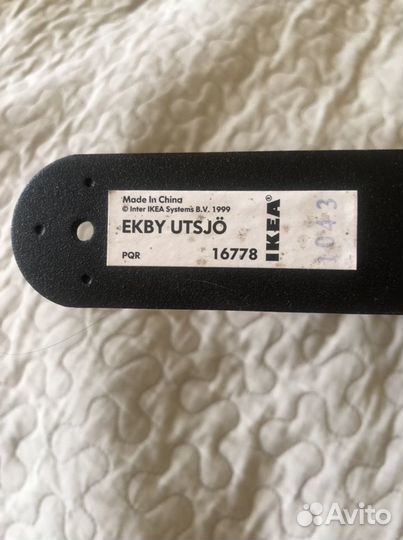 Made In China
© Inter IKEA Systems B.V. 1999
EKBY UTSJÖ
PQR 16778
IKEA®
1043
Avito